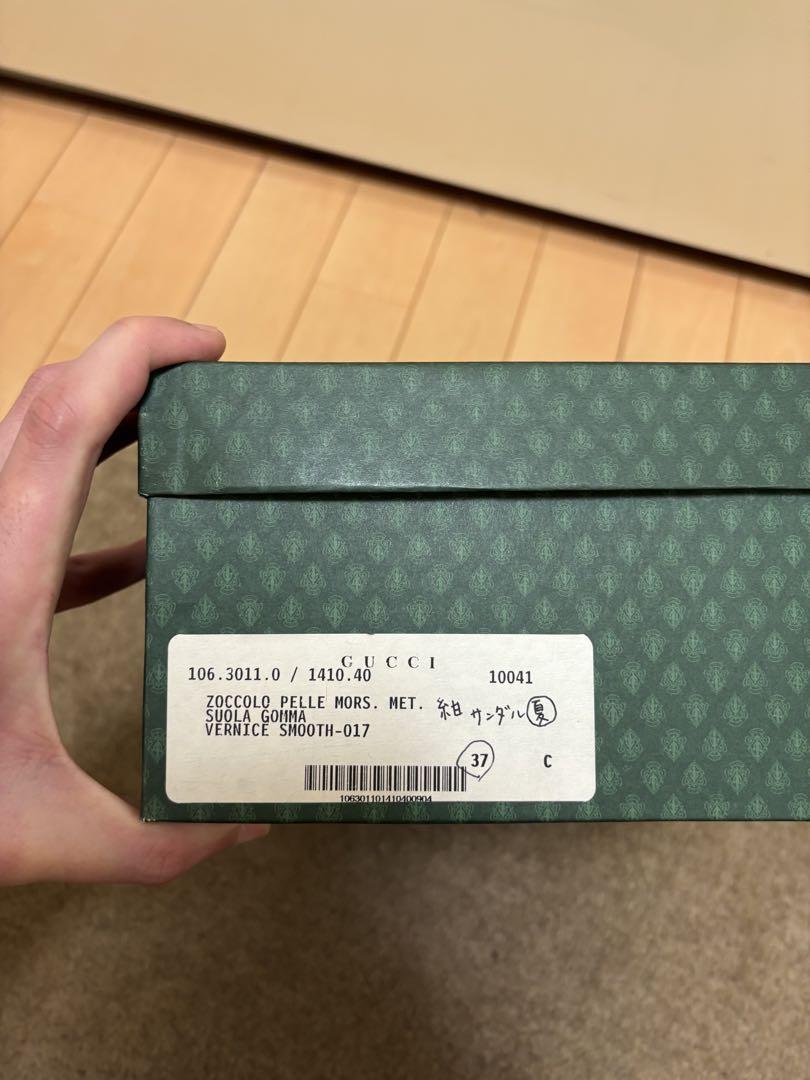 GUCCI
106.3011.0 / 1410.40 10041
ZOCCOLO PELLE MORS. MET.
SUOLA GOMMA
VERNICE SMOOTH-017
紺 サンダル 夏
37 C
106301101410400904